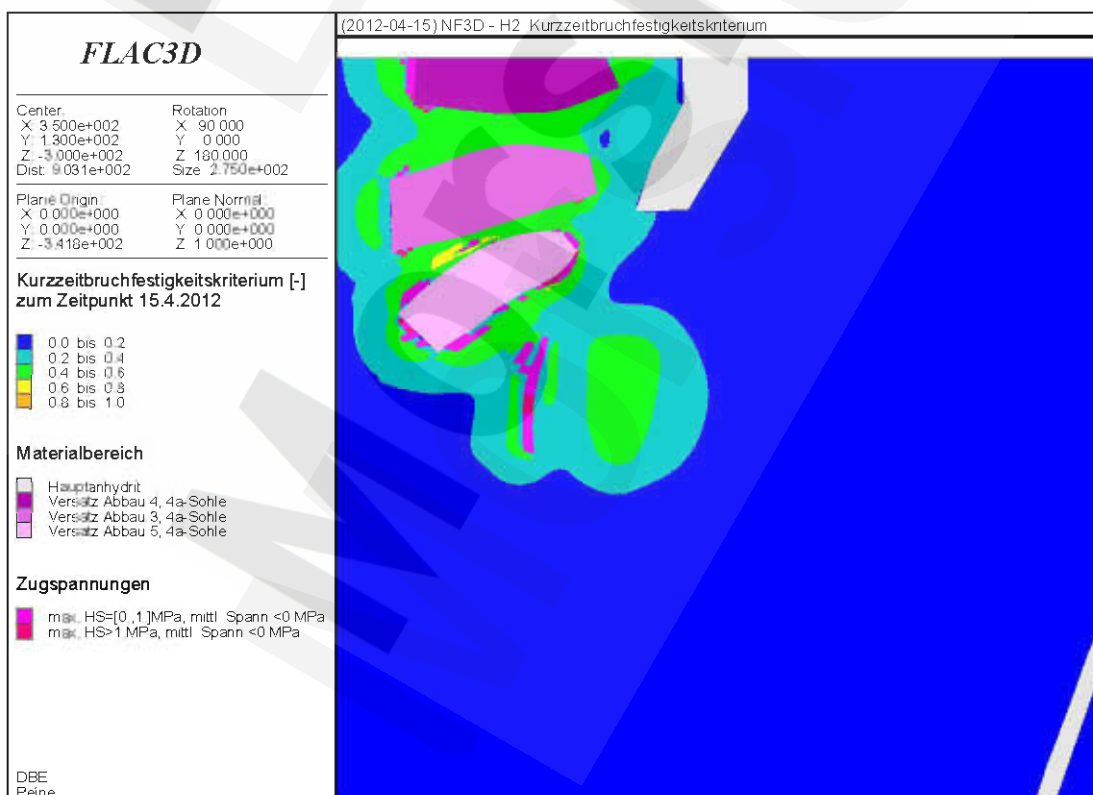 (2012-04-15) NF3D - H2 Kurzzeitbruchfestigkeitskriterium
FLAC3D
Center: Rotation
X: 3.500e+002 X: 90.000
Y: 1.300e+002 Y: 0.000
Z: -3.000e+002 Z: 180.000
Dist: 9.031e+002 Size: 2.750e+002
Plane Origin: Plane Normal:
X: 0.000e+000 X: 0.000e+000
Y: 0.000e+000 Y: 0.000e+000
Z: -3.418e+002 Z: 1.000e+000
Kurzzeitbruchfestigkeitskriterium [-]
zum Zeitpunkt 15.4.2012
0.0 bis 0.2
0.2 bis 0.4
0.4 bis 0.6
0.6 bis 0.8
0.8 bis 1.0
Materialbereich
Hauptanhydrit
Versatz Abbau 4, 4a-Sohle
Versatz Abbau 3, 4a-Sohle
Versatz Abbau 5, 4a-Sohle
Zugspannungen
max. HS=[0 ,1 ]MPa, mittl. Spann <0 MPa
max. HS>1 MPa, mittl. Spann <0 MPa
DBE
Peine